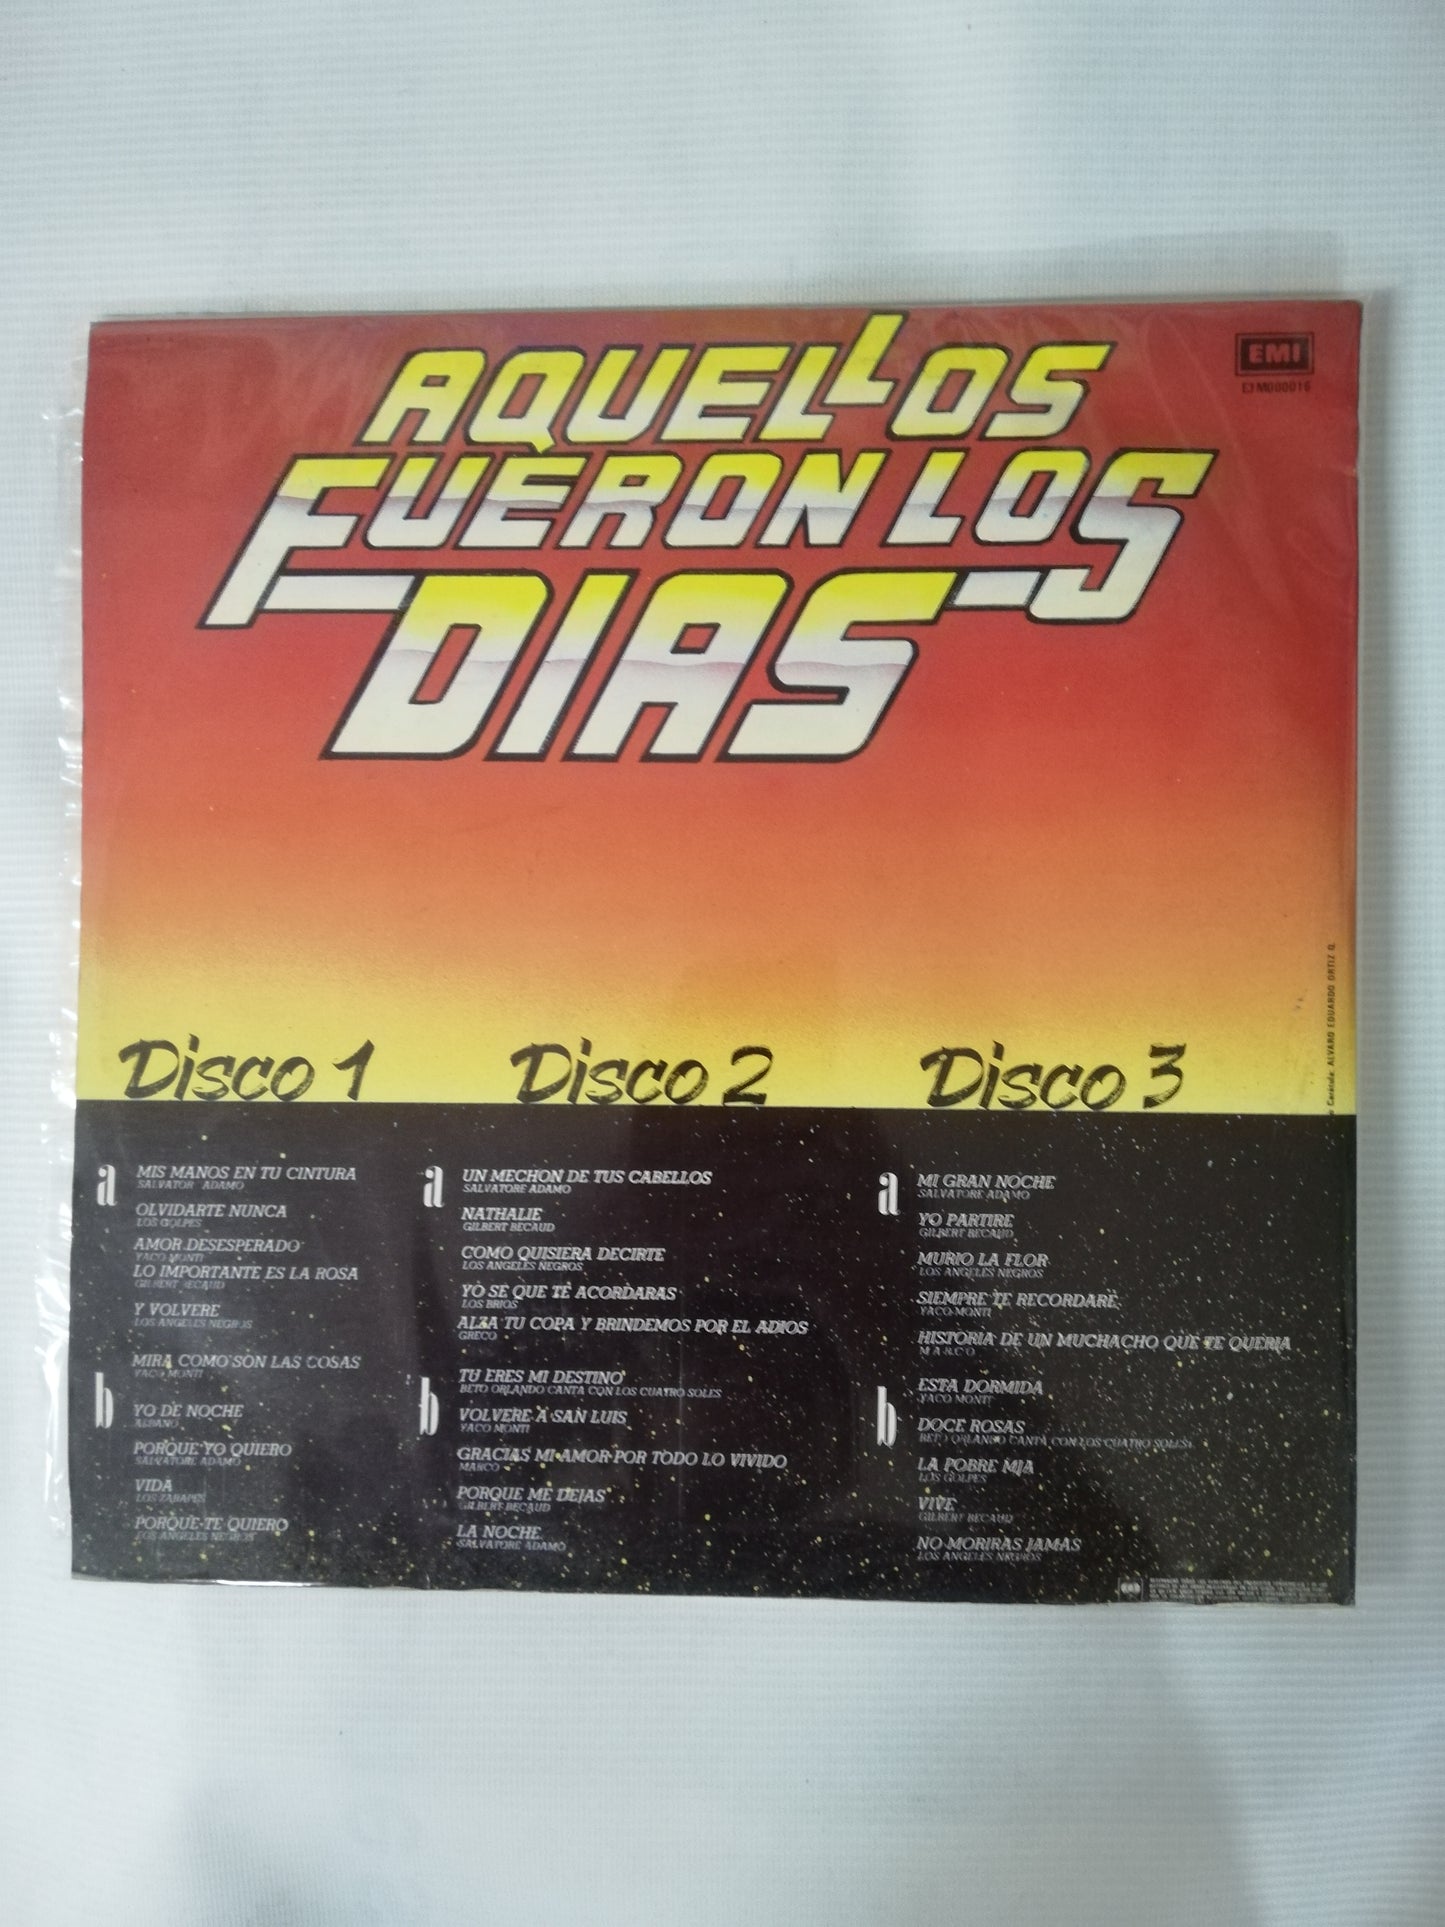 AQUELLOS
FUERON LOS
DIAS
EMI
Carátula: ALVARO EDUARDO ORTIZ Q.
Disco 1
a
MIS MANOS EN TU CINTURA
SALVATOR ADAMO
OLVIDARTE NUNCA
LOS GOLPES
AMOR DESESPERADO
YACO MONTI
LO IMPORTANTE ES LA ROSA
GILBERT BECAUD
Y VOLVERE
LOS ANGELES NEGROS
MIRA COMO SON LAS COSAS
YACO MONTI
b
YO DE NOCHE
ALBANO
PORQUE YO QUIERO
SALVATORE ADAMO
VIDA
LOS ZARAPES
PORQUE TE QUIERO
LOS ANGELES NEGROS
Disco 2
a
UN MECHON DE TUS CABELLOS
SALVATORE ADAMO
NATHALIE
GILBERT BECAUD
COMO QUISIERA DECIRTE
LOS ANGELES NEGROS
YO SE QUE TE ACORDARAS
LOS BRIOS
ALZA TU COPA Y BRINDEMOS POR EL ADIOS
GRECO
b
TU ERES MI DESTINO
BETO ORLANDO CANTA CON LOS CUATRO SOLES
VOLVERE A SAN LUIS
YACO MONTI
GRACIAS MI AMOR POR TODO LO VIVIDO
MARCO
PORQUE ME DEJAS
GILBERT BECAUD
LA NOCHE
SALVATORE ADAMO
Disco 3
a
MI GRAN NOCHE
SALVATORE ADAMO
YO PARTIRE
GILBERT BECAUD
MURIO LA FLOR
LOS ANGELES NEGROS
SIEMPRE TE RECORDARE
YACO MONTI
HISTORIA DE UN MUCHACHO QUE TE QUERIA
M.A.R.C.O
b
ESTA DORMIDA
YACO MONTI
DOCE ROSAS
BETO ORLANDO CANTA CON LOS CUATRO SOLES
LA POBRE MIA
LOS GOLPES
VIVE
GILBERT BECAUD
NO MORIRAS JAMAS
LOS ANGELES NEGROS